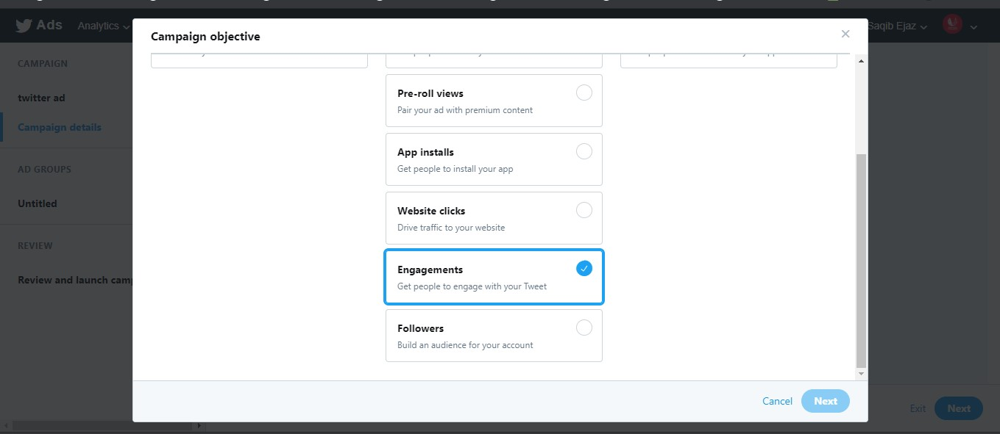 Ads
Analytics
Saqib Ejaz
Campaign objective
CAMPAIGN
twitter ad
Campaign details
AD GROUPS
Untitled
REVIEW
Review and launch camp
Pre-roll views
Pair your ad with premium content
App installs
Get people to install your app
Website clicks
Drive traffic to your website
Engagements
Get people to engage with your Tweet
Followers
Build an audience for your account
Cancel
Next
Exit
Next